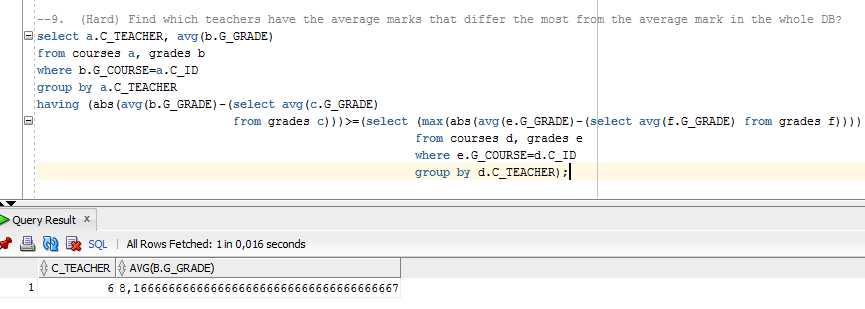 --9.  (Hard) Find which teachers have the average marks that differ the most from the average mark in the whole DB?
select a.C_TEACHER, avg(b.G_GRADE)
from courses a, grades b
where b.G_COURSE=a.C_ID
group by a.C_TEACHER
having (abs(avg(b.G_GRADE)-(select avg(c.G_GRADE)
from grades c)))>=(select (max(abs(avg(e.G_GRADE)-(select avg(f.G_GRADE) from grades f))))
from courses d, grades e
where e.G_COURSE=d.C_ID
group by d.C_TEACHER);
Query Result x
SQL | All Rows Fetched: 1 in 0,016 seconds
C_TEACHER AVG(B.G_GRADE)
1 6 8,16666666666666666666666666666666666667